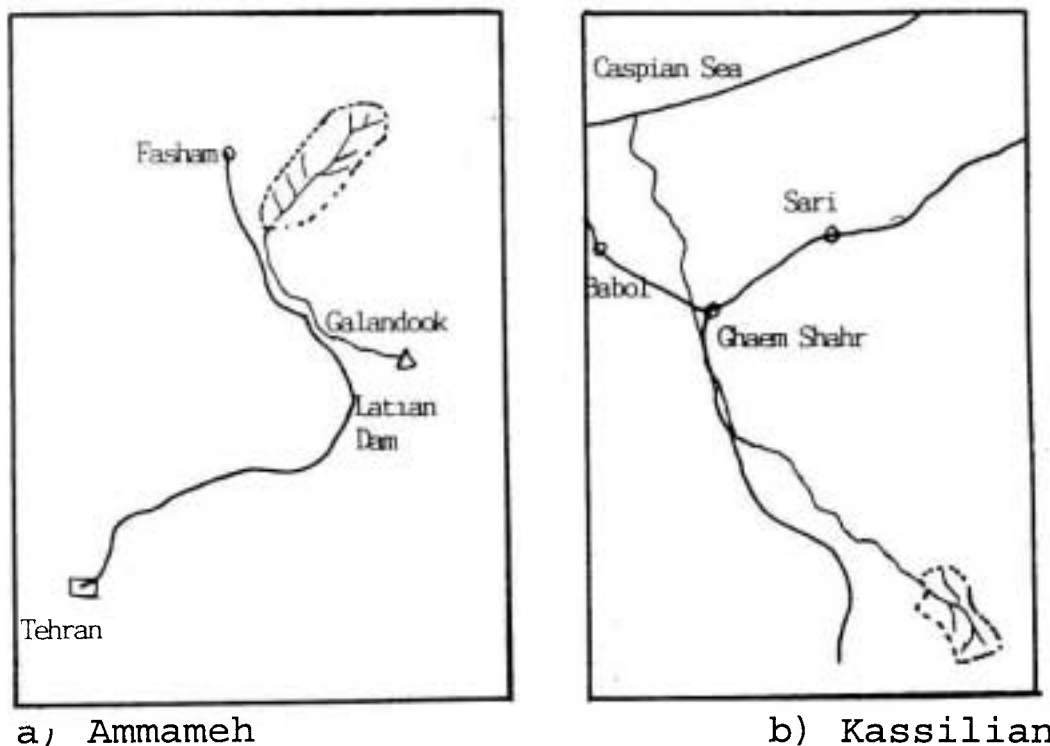 Fasham
Galandook
Latian
Dam
Tehran
a) Ammameh
Caspian Sea
Sari
Babol
Ghaem Shahr
b) Kassilian